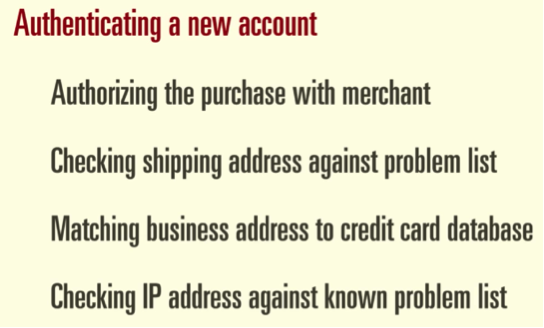 Authenticating a new account
Authorizing the purchase with merchant
Checking shipping address against problem list
Matching business address to credit card database
Checking IP address against known problem list